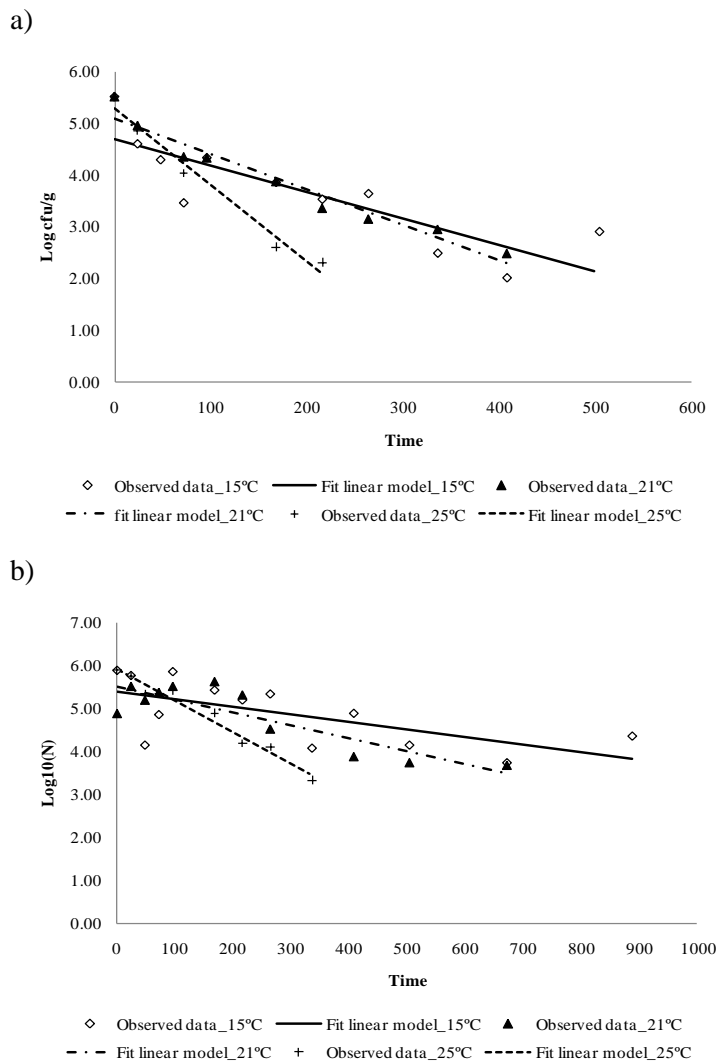 a)
6.00
5.00
4.00
3.00
2.00
1.00
0.00
Log cfu/g
0 100 200 300 400 500 600
Time
Observed data_15ºC Fit linear model_15ºC Observed data_21ºC
fit linear model_21ºC Observed data_25ºC Fit linear model_25ºC
b)
7.00
6.00
5.00
4.00
3.00
2.00
1.00
0.00
Log10(N)
0 100 200 300 400 500 600 700 800 900 1000
Time
Observed data_15ºC Fit linear model_15ºC Observed data_21ºC
Fit linear model_21ºC Observed data_25ºC Fit linear model_25ºC